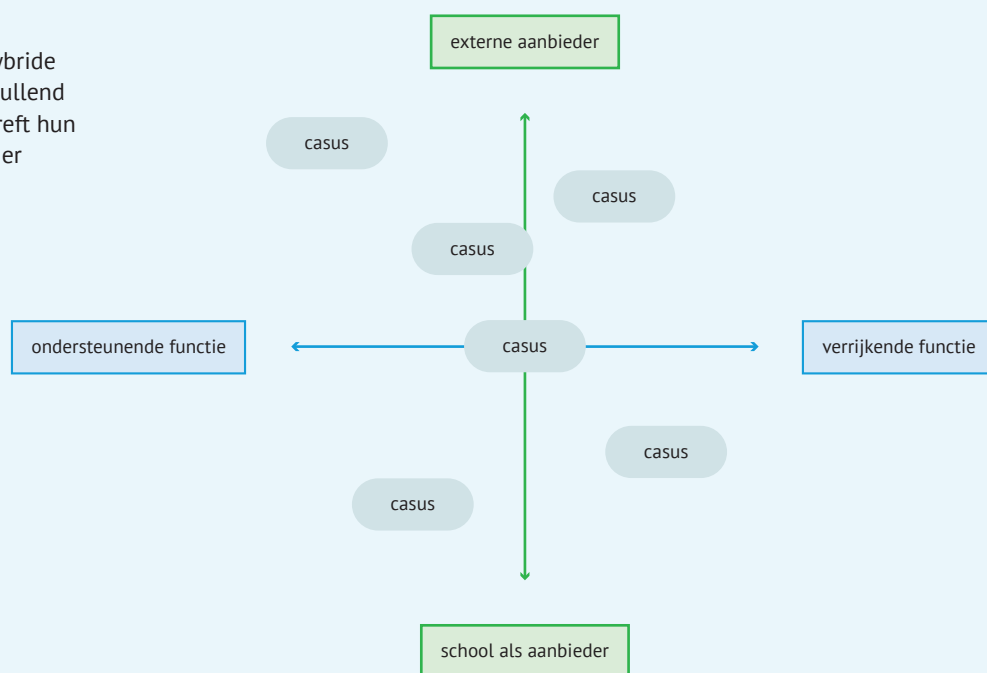 externe aanbieder
ybride
ullend
reft hun
er
casus
casus
casus
ondersteunende functie
casus
verrijkende functie
casus
casus
school als aanbieder